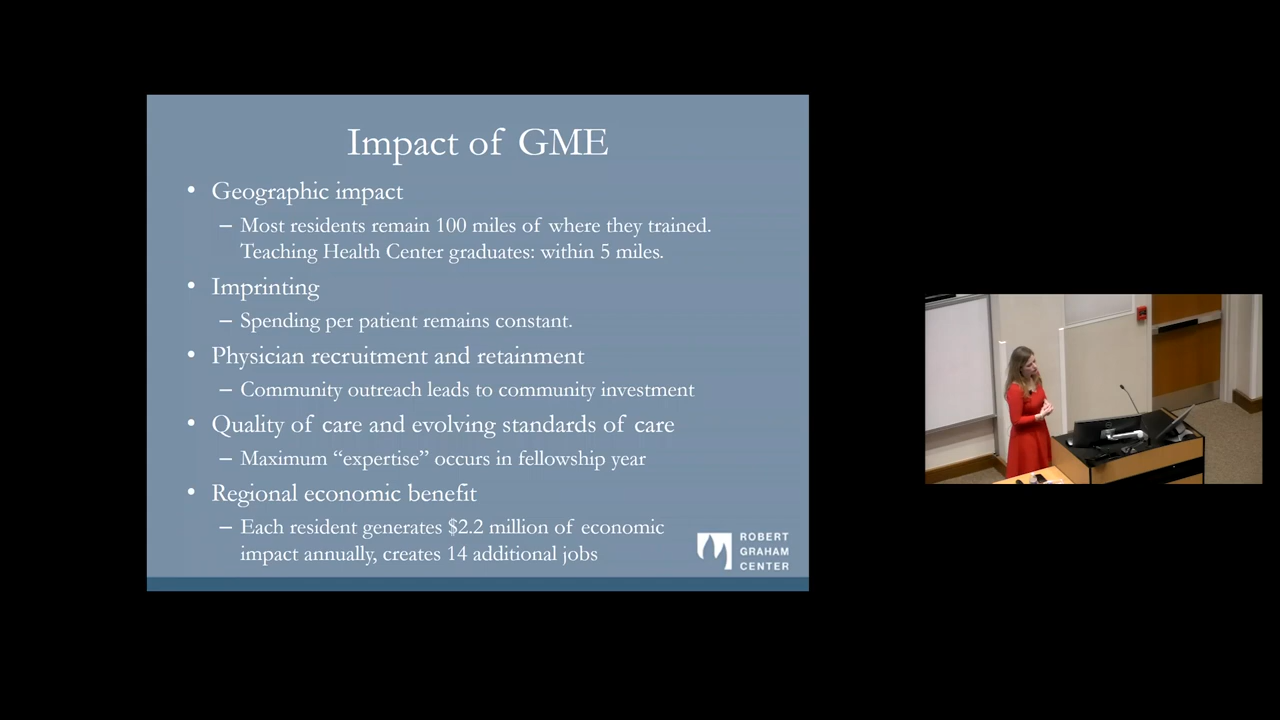 Impact of GME
• Geographic impact
– Most residents remain 100 miles of where they trained.
Teaching Health Center graduates: within 5 miles.
• Imprinting
– Spending per patient remains constant.
• Physician recruitment and retainment
– Community outreach leads to community investment
• Quality of care and evolving standards of care
– Maximum “expertise” occurs in fellowship year
• Regional economic benefit
– Each resident generates $2.2 million of economic
impact annually, creates 14 additional jobs
ROBERT
GRAHAM
CENTER